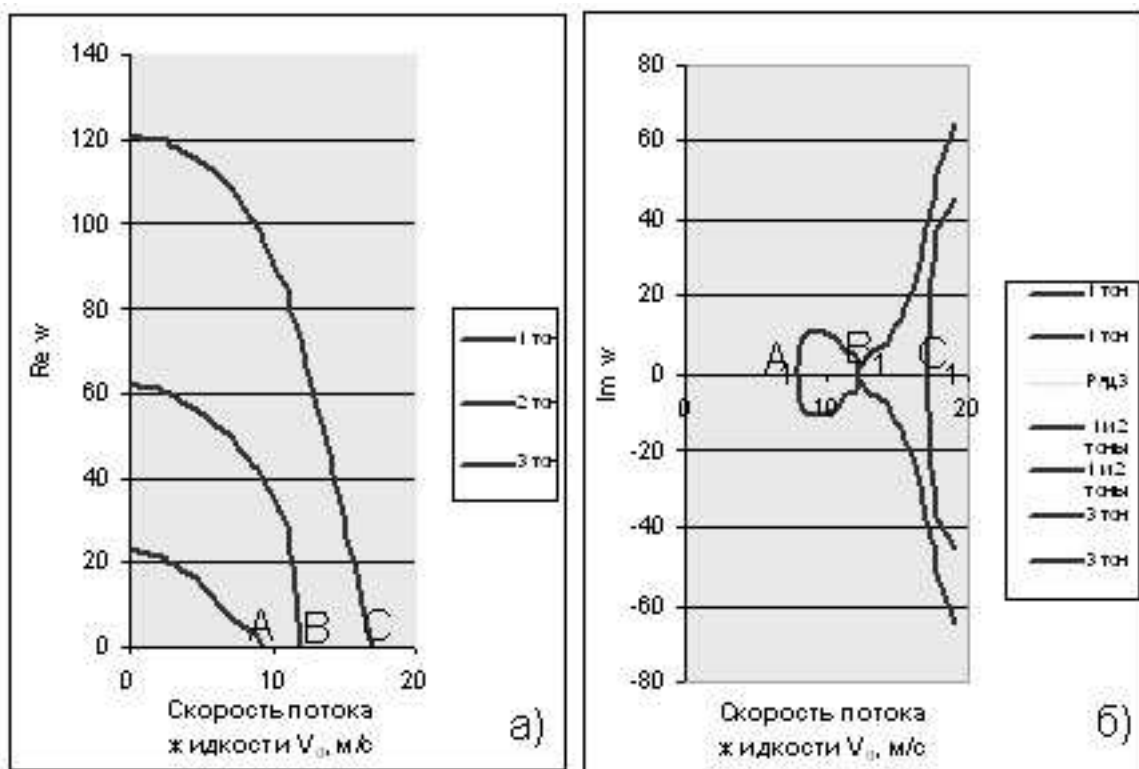 140
120
100
80
60
40
20
0
Re w
A
B
C
0
10
20
Скорость потока
жидкости V₀, м/с
а)
1 тон
2 тон
3 тон
80
60
40
20
0
-20
-40
-60
-80
Im w
A₁
B₁
C₁
0
10
20
Скорость потока
жидкости V₀, м/с
б)
1 тон
1 тон
Ряд3
1 и 2
тоны
1 и 2
тоны
3 тон
3 тон